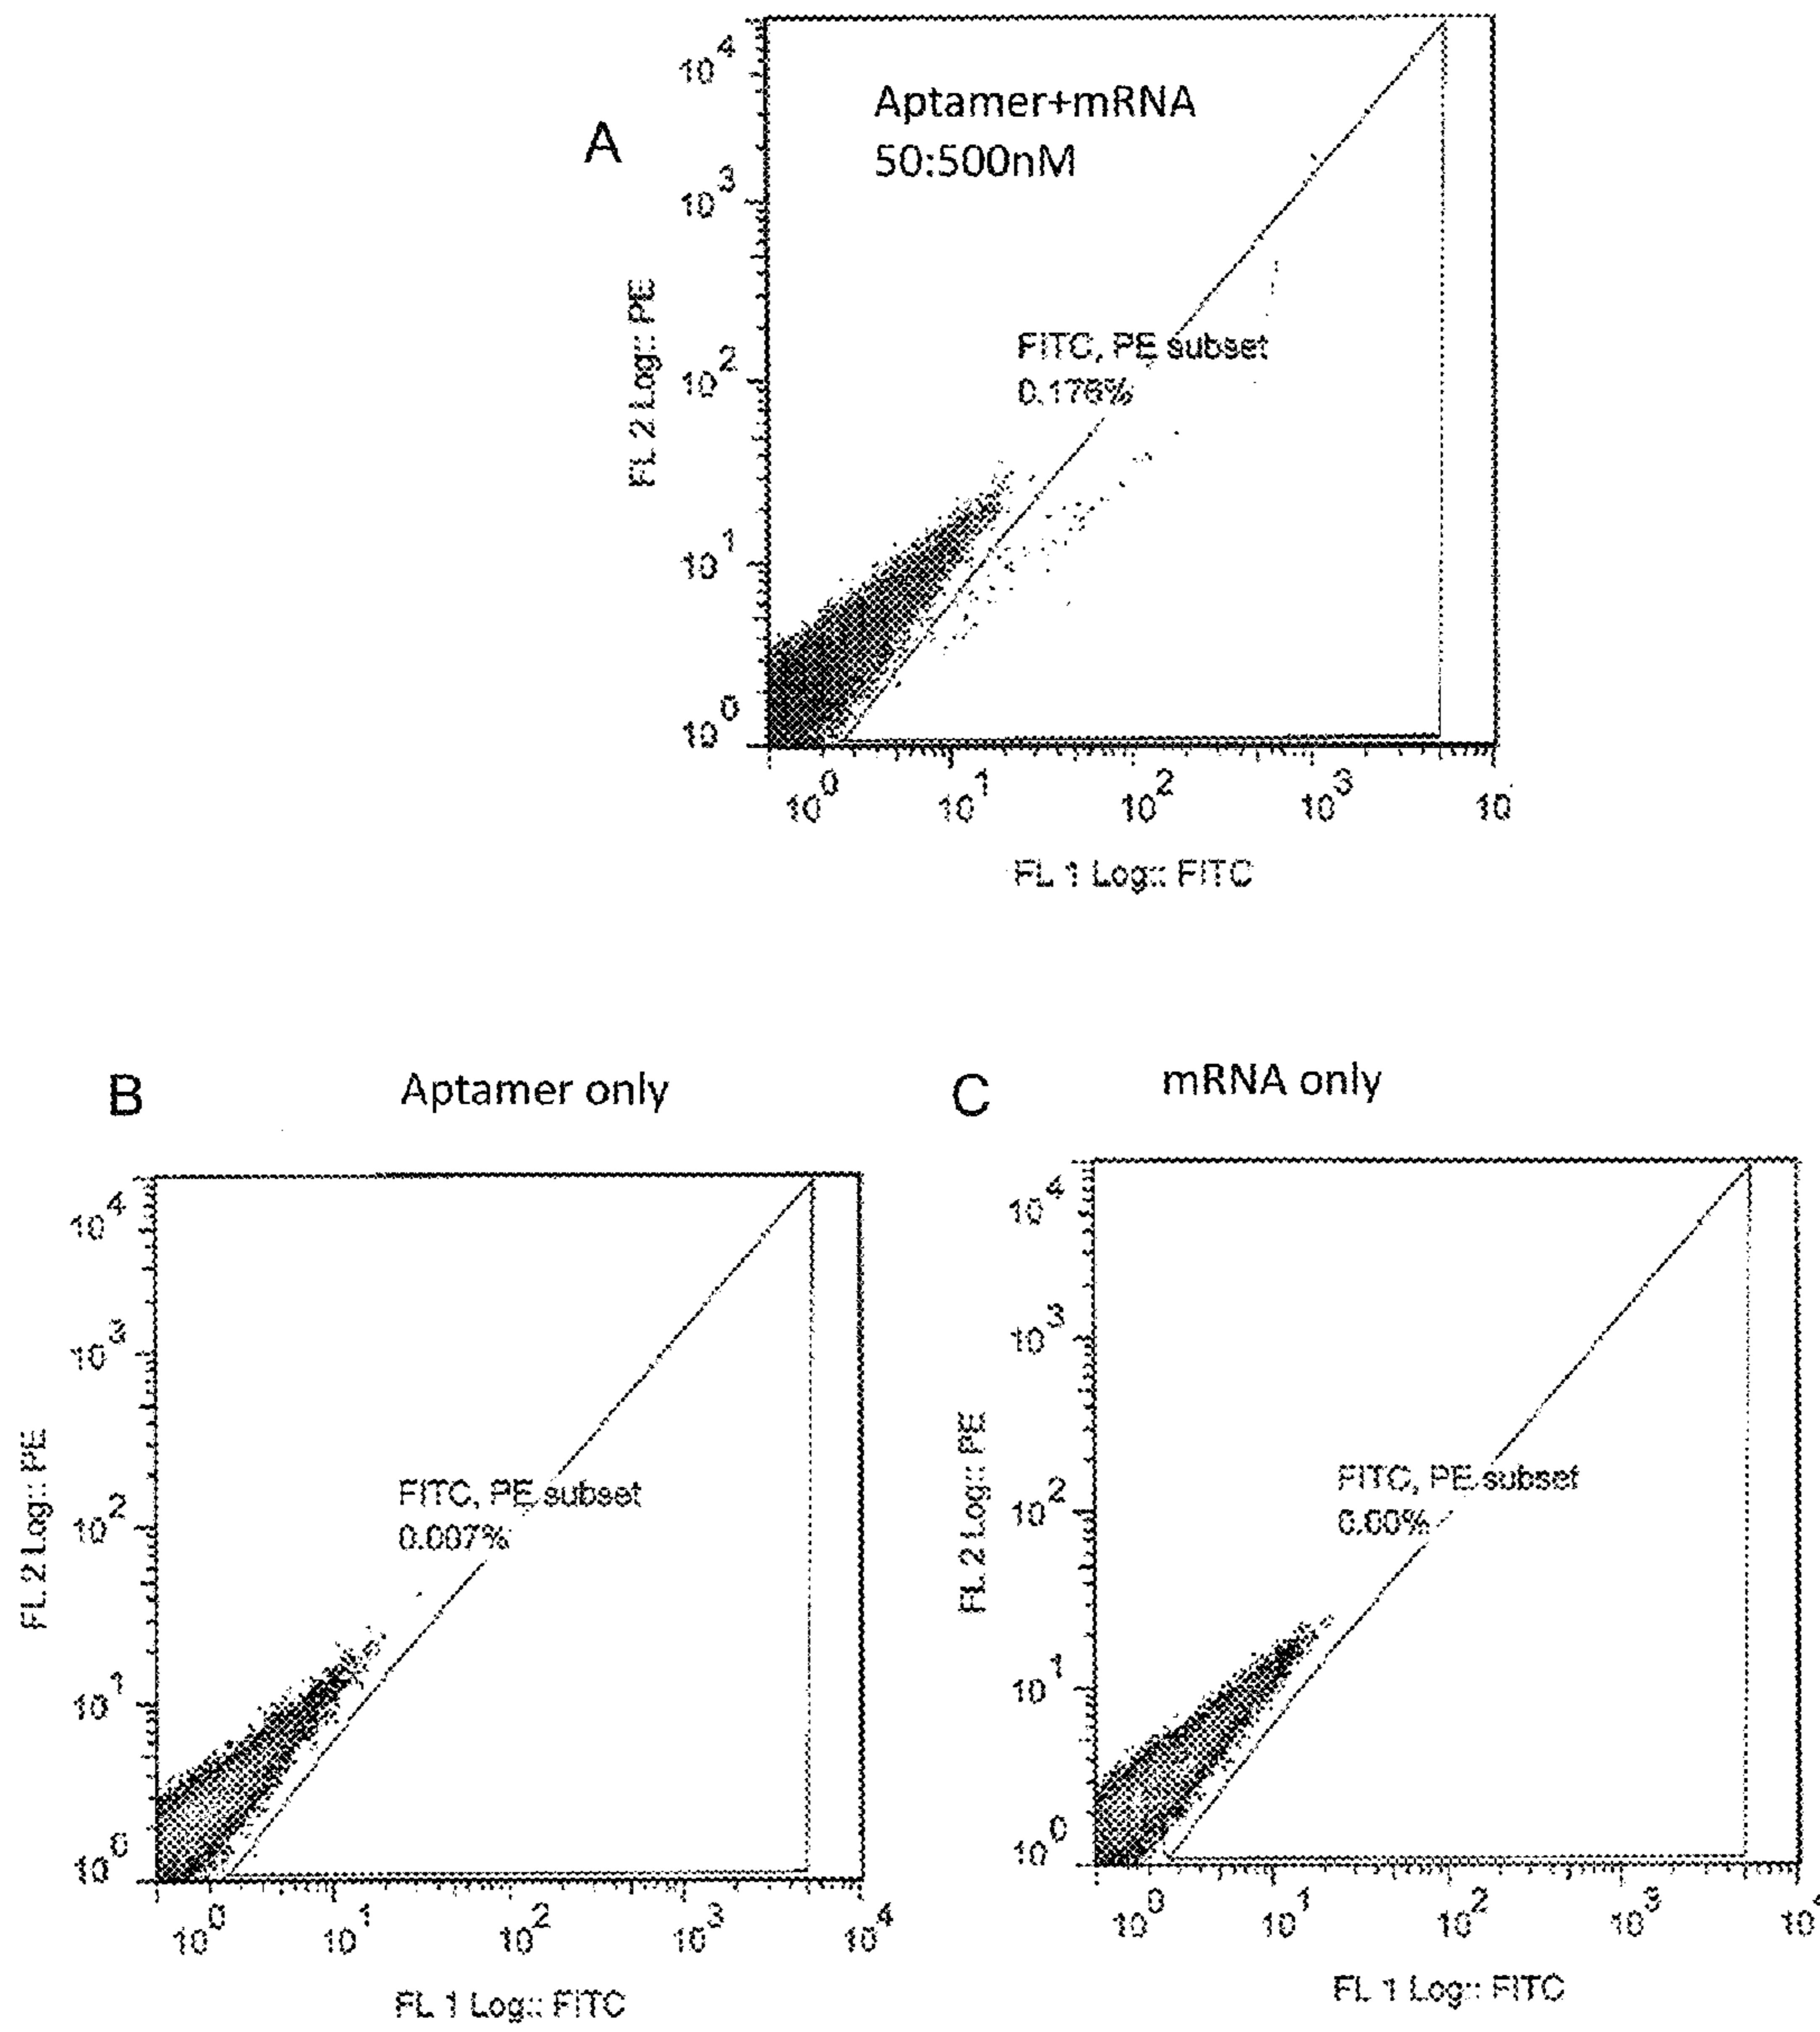 A
Aptamer+mRNA
50:500nM
10^4
10^3
10^2
10^1
10^0
FL 2 Log:: PE
FITC, PE subset
0.176%
10^0 10^1 10^2 10^3 10
FL 1 Log:: FITC
B
Aptamer only
10^4
10^3
10^2
10^1
10^0
FL 2 Log:: PE
FITC, PE subset
0.007%
10^0 10^1 10^2 10^3 10^4
FL 1 Log:: FITC
C
mRNA only
10^4
10^3
10^2
10^1
10^0
FL 2 Log:: PE
FITC, PE subset
0.00%
10^0 10^1 10^2 10^3
FL 1 Log:: FITC